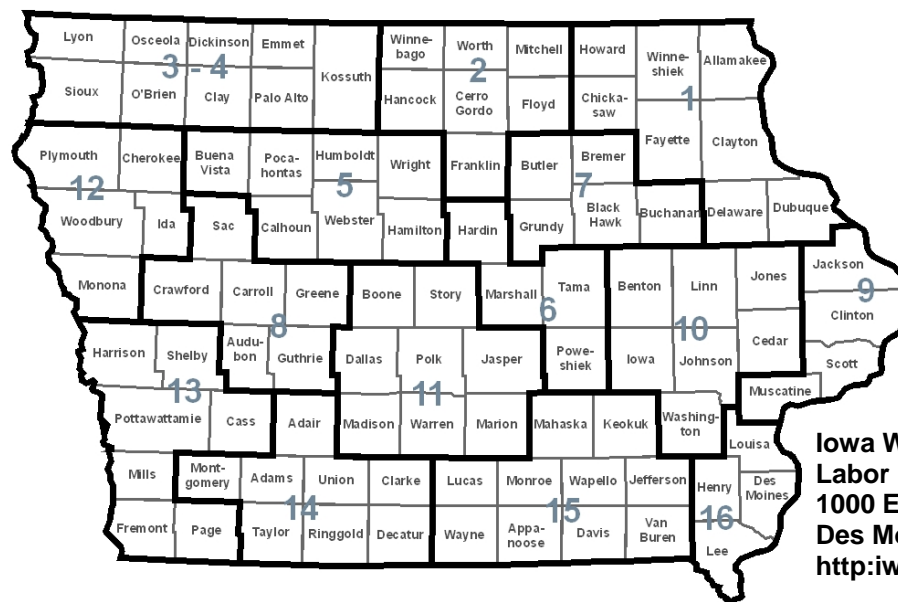 Lyon
Osceola
Dickinson
Emmet
Kossuth
Winne-
bago
Worth
Mitchell
Howard
Winne-
shiek
Allamakee
3 - 4
2
1
Sioux
O'Brien
Clay
Palo Alto
Hancock
Cerro
Gordo
Floyd
Chicka-
saw
Fayette
Clayton
Plymouth
Cherokee
Buena
Vista
Poca-
hontas
Humboldt
Wright
Franklin
Butler
Bremer
12
5
7
Woodbury
Ida
Sac
Calhoun
Webster
Hamilton
Hardin
Grundy
Black
Hawk
Buchanan
Delaware
Dubuque
Monona
Crawford
Carroll
Greene
Boone
Story
Marshall
Tama
Benton
Linn
Jones
Jackson
8
6
10
9
Clinton
Harrison
Shelby
Audu-
bon
Guthrie
Dallas
Polk
Jasper
Powe-
shiek
Iowa
Johnson
Cedar
Scott
13
11
Muscatine
Pottawattamie
Cass
Adair
Madison
Warren
Marion
Mahaska
Keokuk
Washing-
ton
Louisa
Mills
Mont-
gomery
Adams
Union
Clarke
Lucas
Monroe
Wapello
Jefferson
Henry
Des
Moines
14
15
16
Fremont
Page
Taylor
Ringgold
Decatur
Wayne
Appa-
noose
Davis
Van
Buren
Lee
Iowa W
Labor
1000 E
Des Mo
http:iw